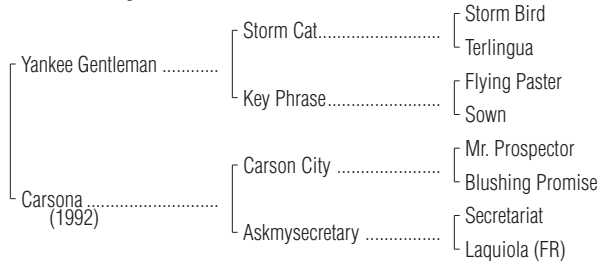 Storm Bird
Storm Cat........................
Terlingua
Yankee Gentleman ............
Flying Paster
Key Phrase......................
Sown
Mr. Prospector
Carson City .....................
Blushing Promise
Carsona ..........................
(1992)
Secretariat
Askmysecretary ...............
Laquiola (FR)